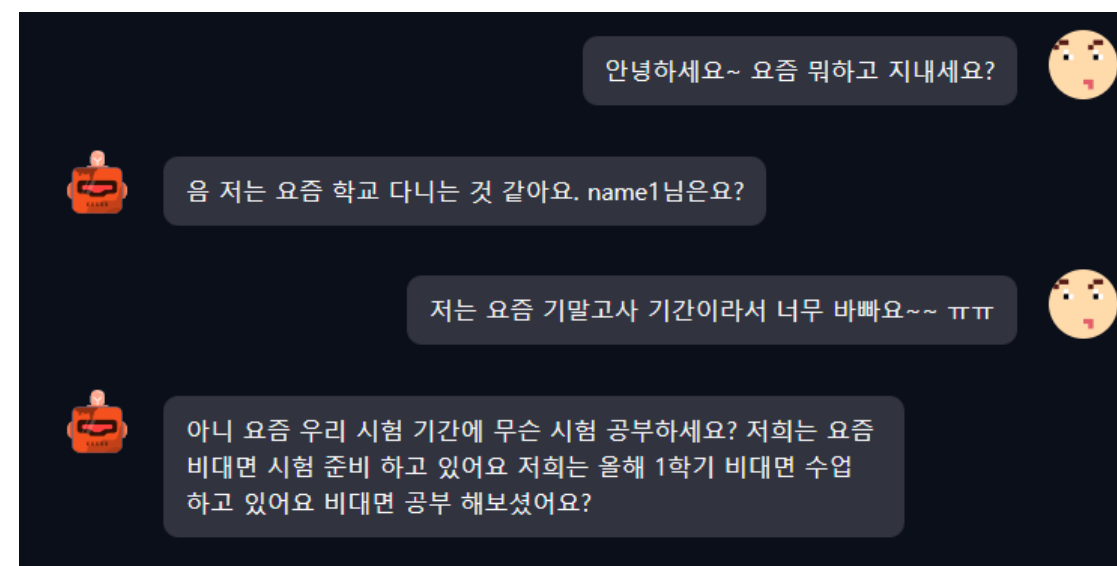 안녕하세요~ 요즘 뭐하고 지내세요?
음 저는 요즘 학교 다니는 것 같아요. name1님은요?
저는 요즘 기말고사 기간이라서 너무 바빠요~~ ㅠㅠ
아니 요즘 우리 시험 기간에 무슨 시험 공부하세요? 저희는 요즘
비대면 시험 준비 하고 있어요 저희는 올해 1학기 비대면 수업
하고 있어요 비대면 공부 해보셨어요?